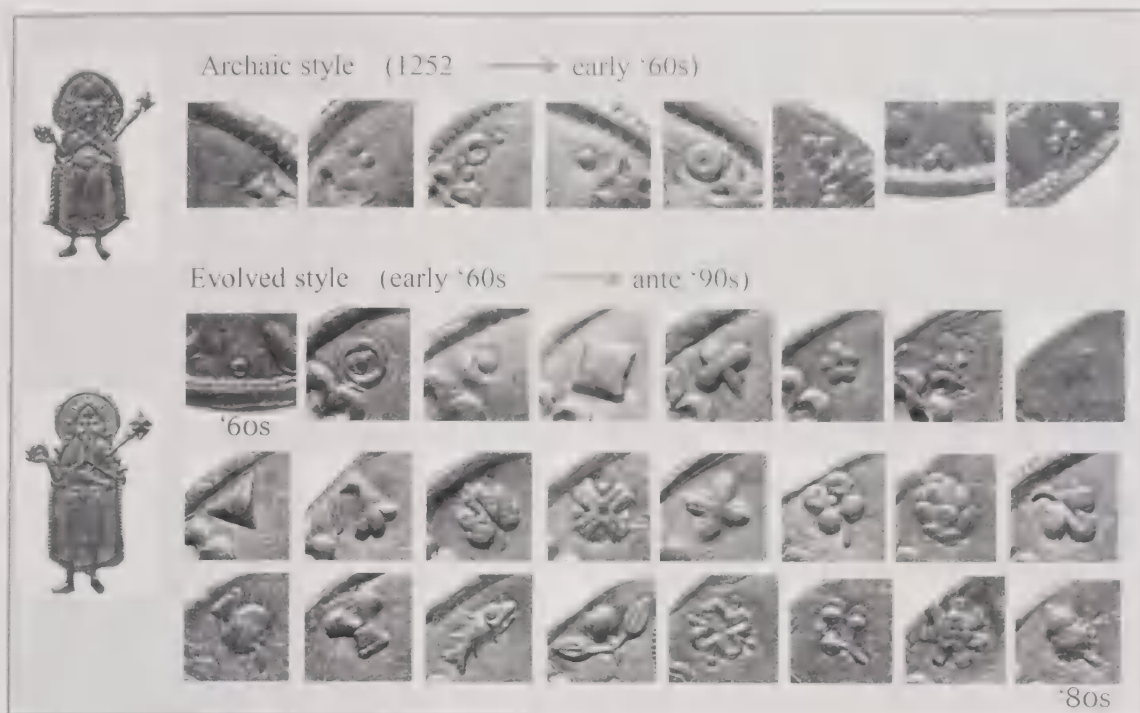 Archaic style (1252 → early ‘60s)
Evolved style (early ‘60s → ante ‘90s)
‘60s
‘80s